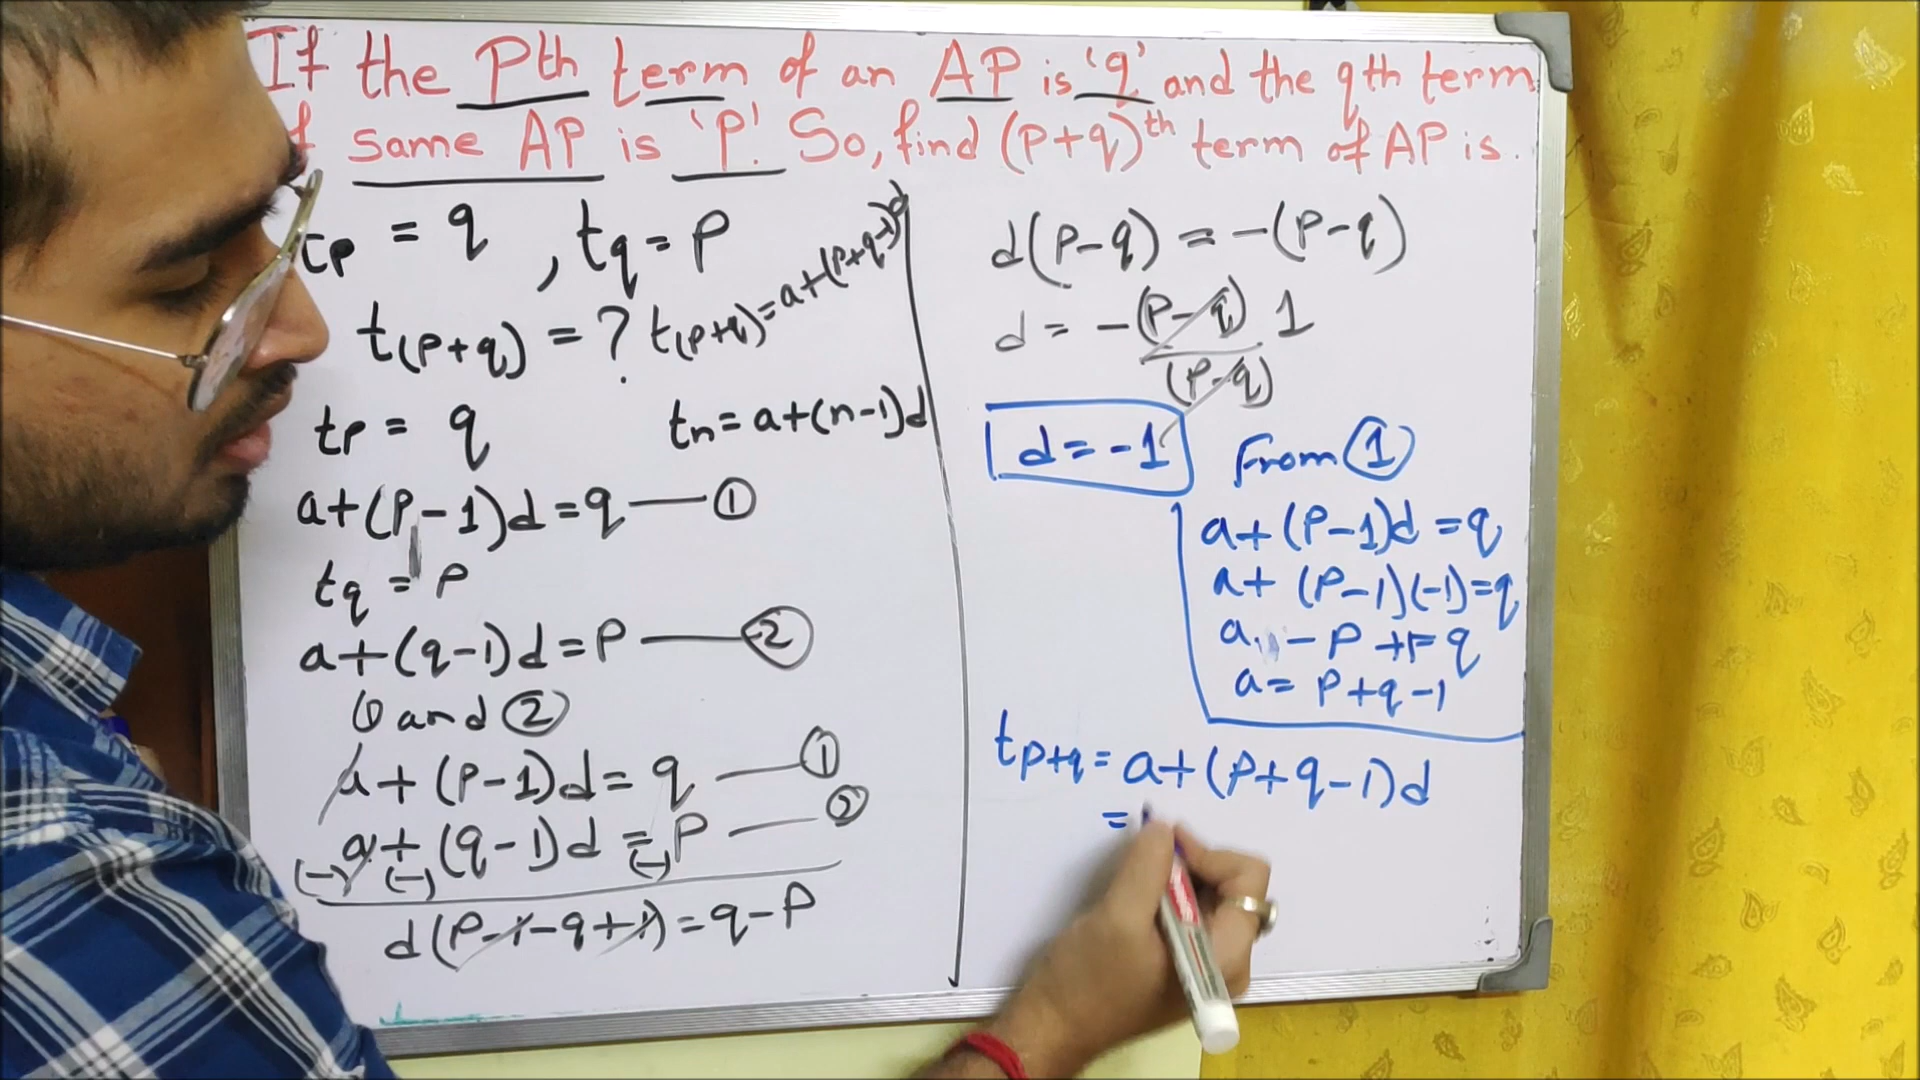 If the Pth term of an AP is 'q' and the qth term
same AP is 'P'. So, find (P+q)th term of AP is.
tP = q , tq = P
t(P+q) = ? t(P+q) = a+(P+q-1)d
tP = q tn = a+(n-1)d
a+(P-1)d = q — ①
tq = P
a+(q-1)d = P — ②
① and ②
a+(P-1)d = q — ①
a+(q-1)d = P — ②
(-) (-) (-)
d(P-1-q+1) = q-P
d(P-q) = -(P-q)
d = -(P-q) 1
(P-q)
d = -1 From ①
a+(P-1)d = q
a+(P-1)(-1) = q
a - P +1= q
a = P+q-1
tP+q = a+(P+q-1)d
=